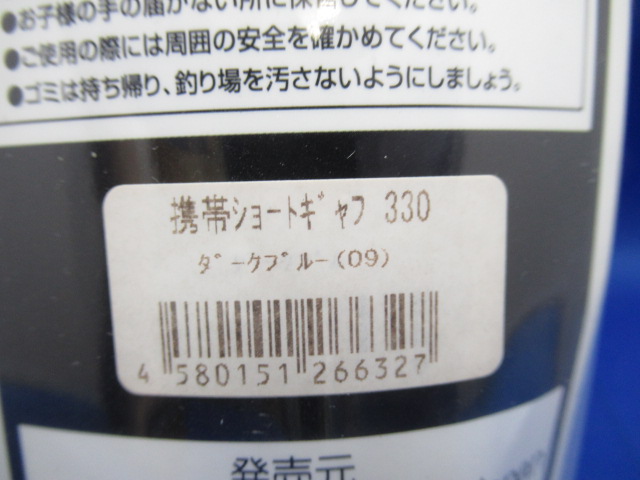 ●お子様の手の届かない所に保管してください。
●ご使用の際には周囲の安全を確かめてください。
●ゴミは持ち帰り、釣り場を汚さないようにしましょう。
携帯ショートギャフ 330
ダークブルー(09)
4 580151 266327
発売元